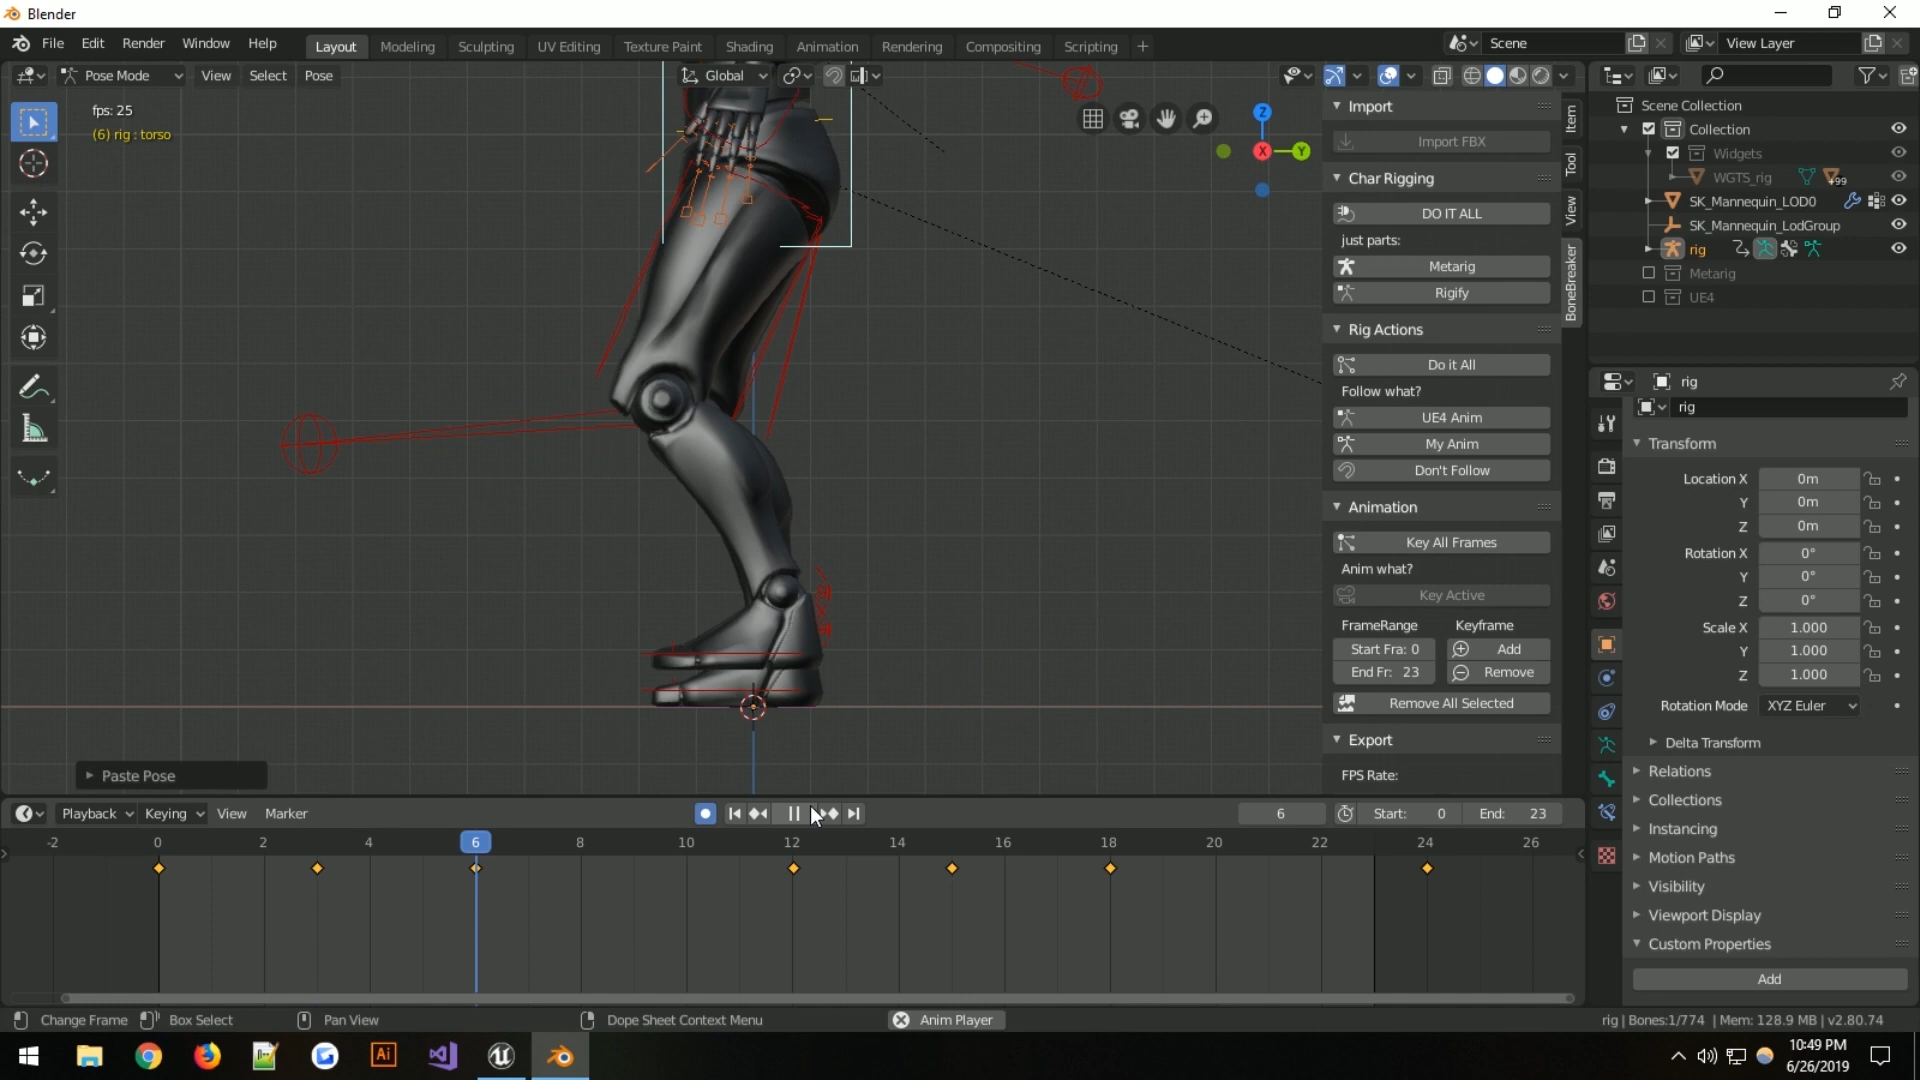 Blender
File Edit Render Window Help Layout Modeling Sculpting UV Editing Texture Paint Shading Animation Rendering Compositing Scripting + Scene View Layer
Pose Mode View Select Pose Global
fps: 25
(6) rig : torso
Z
X Y
Import
Import FBX
Char Rigging
DO IT ALL
just parts:
Metarig
Rigify
Rig Actions
Do it All
Follow what?
UE4 Anim
My Anim
Don't Follow
Animation
Key All Frames
Anim what?
Key Active
FrameRange Keyframe
Start Fra: 0 Add
End Fr: 23 Remove
Remove All Selected
Export
FPS Rate:
Item
Tool
View
BoneBreaker
Scene Collection
Collection
Widgets
WGTS_rig +99
SK_Mannequin_LOD0
SK_Mannequin_LodGroup
rig
Metarig
UE4
rig
rig
Transform
Location X 0m
Y 0m
Z 0m
Rotation X 0°
Y 0°
Z 0°
Scale X 1.000
Y 1.000
Z 1.000
Rotation Mode XYZ Euler
Delta Transform
Relations
Collections
Instancing
Motion Paths
Visibility
Viewport Display
Custom Properties
Add
Paste Pose
Playback Keying View Marker 6 Start: 0 End: 23
-2 0 2 4 6 8 10 12 14 16 18 20 22 24 26
Change Frame Box Select Pan View Dope Sheet Context Menu Anim Player rig | Bones:1/774 | Mem: 128.9 MB | v2.80.74
Ai
10:49 PM
6/26/2019